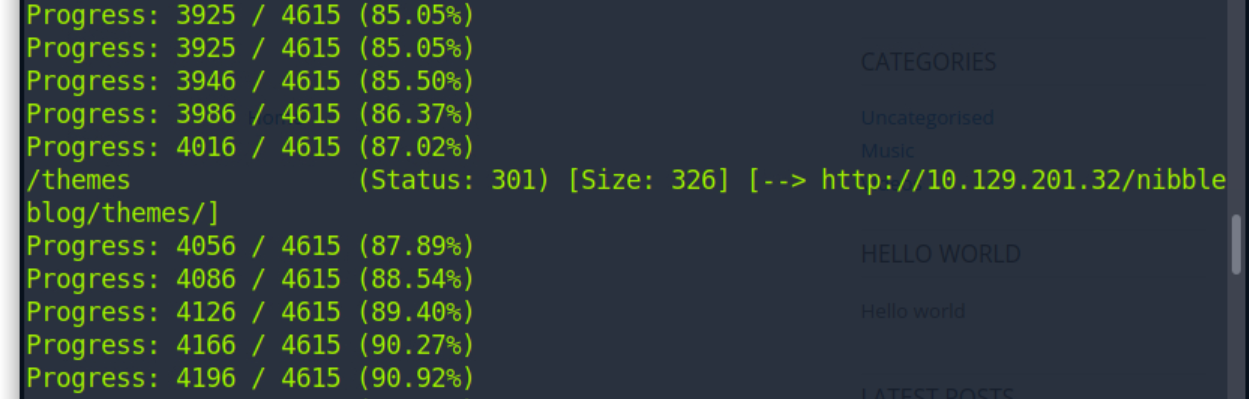 Progress: 3925 / 4615 (85.05%)
Progress: 3925 / 4615 (85.05%)
Progress: 3946 / 4615 (85.50%)
Progress: 3986 / 4615 (86.37%)
Progress: 4016 / 4615 (87.02%)
/themes (Status: 301) [Size: 326] [--> http://10.129.201.32/nibble
blog/themes/]
Progress: 4056 / 4615 (87.89%)
Progress: 4086 / 4615 (88.54%)
Progress: 4126 / 4615 (89.40%)
Progress: 4166 / 4615 (90.27%)
Progress: 4196 / 4615 (90.92%)
CATEGORIES
Uncategorised
Music
HELLO WORLD
Hello world
LATEST POSTS